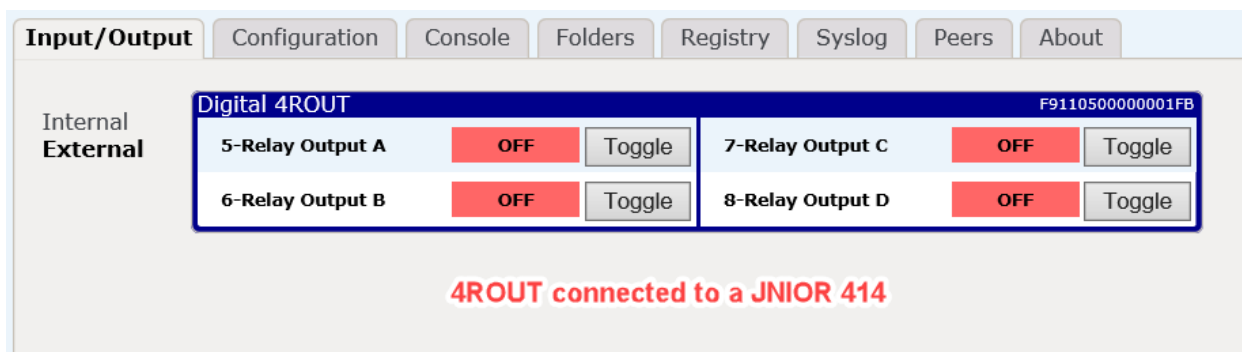 Input/Output Configuration Console Folders Registry Syslog Peers About
Internal
External
Digital 4ROUT F9110500000001FB
5-Relay Output A OFF Toggle 7-Relay Output C OFF Toggle
6-Relay Output B OFF Toggle 8-Relay Output D OFF Toggle
4ROUT connected to a JNIOR 414